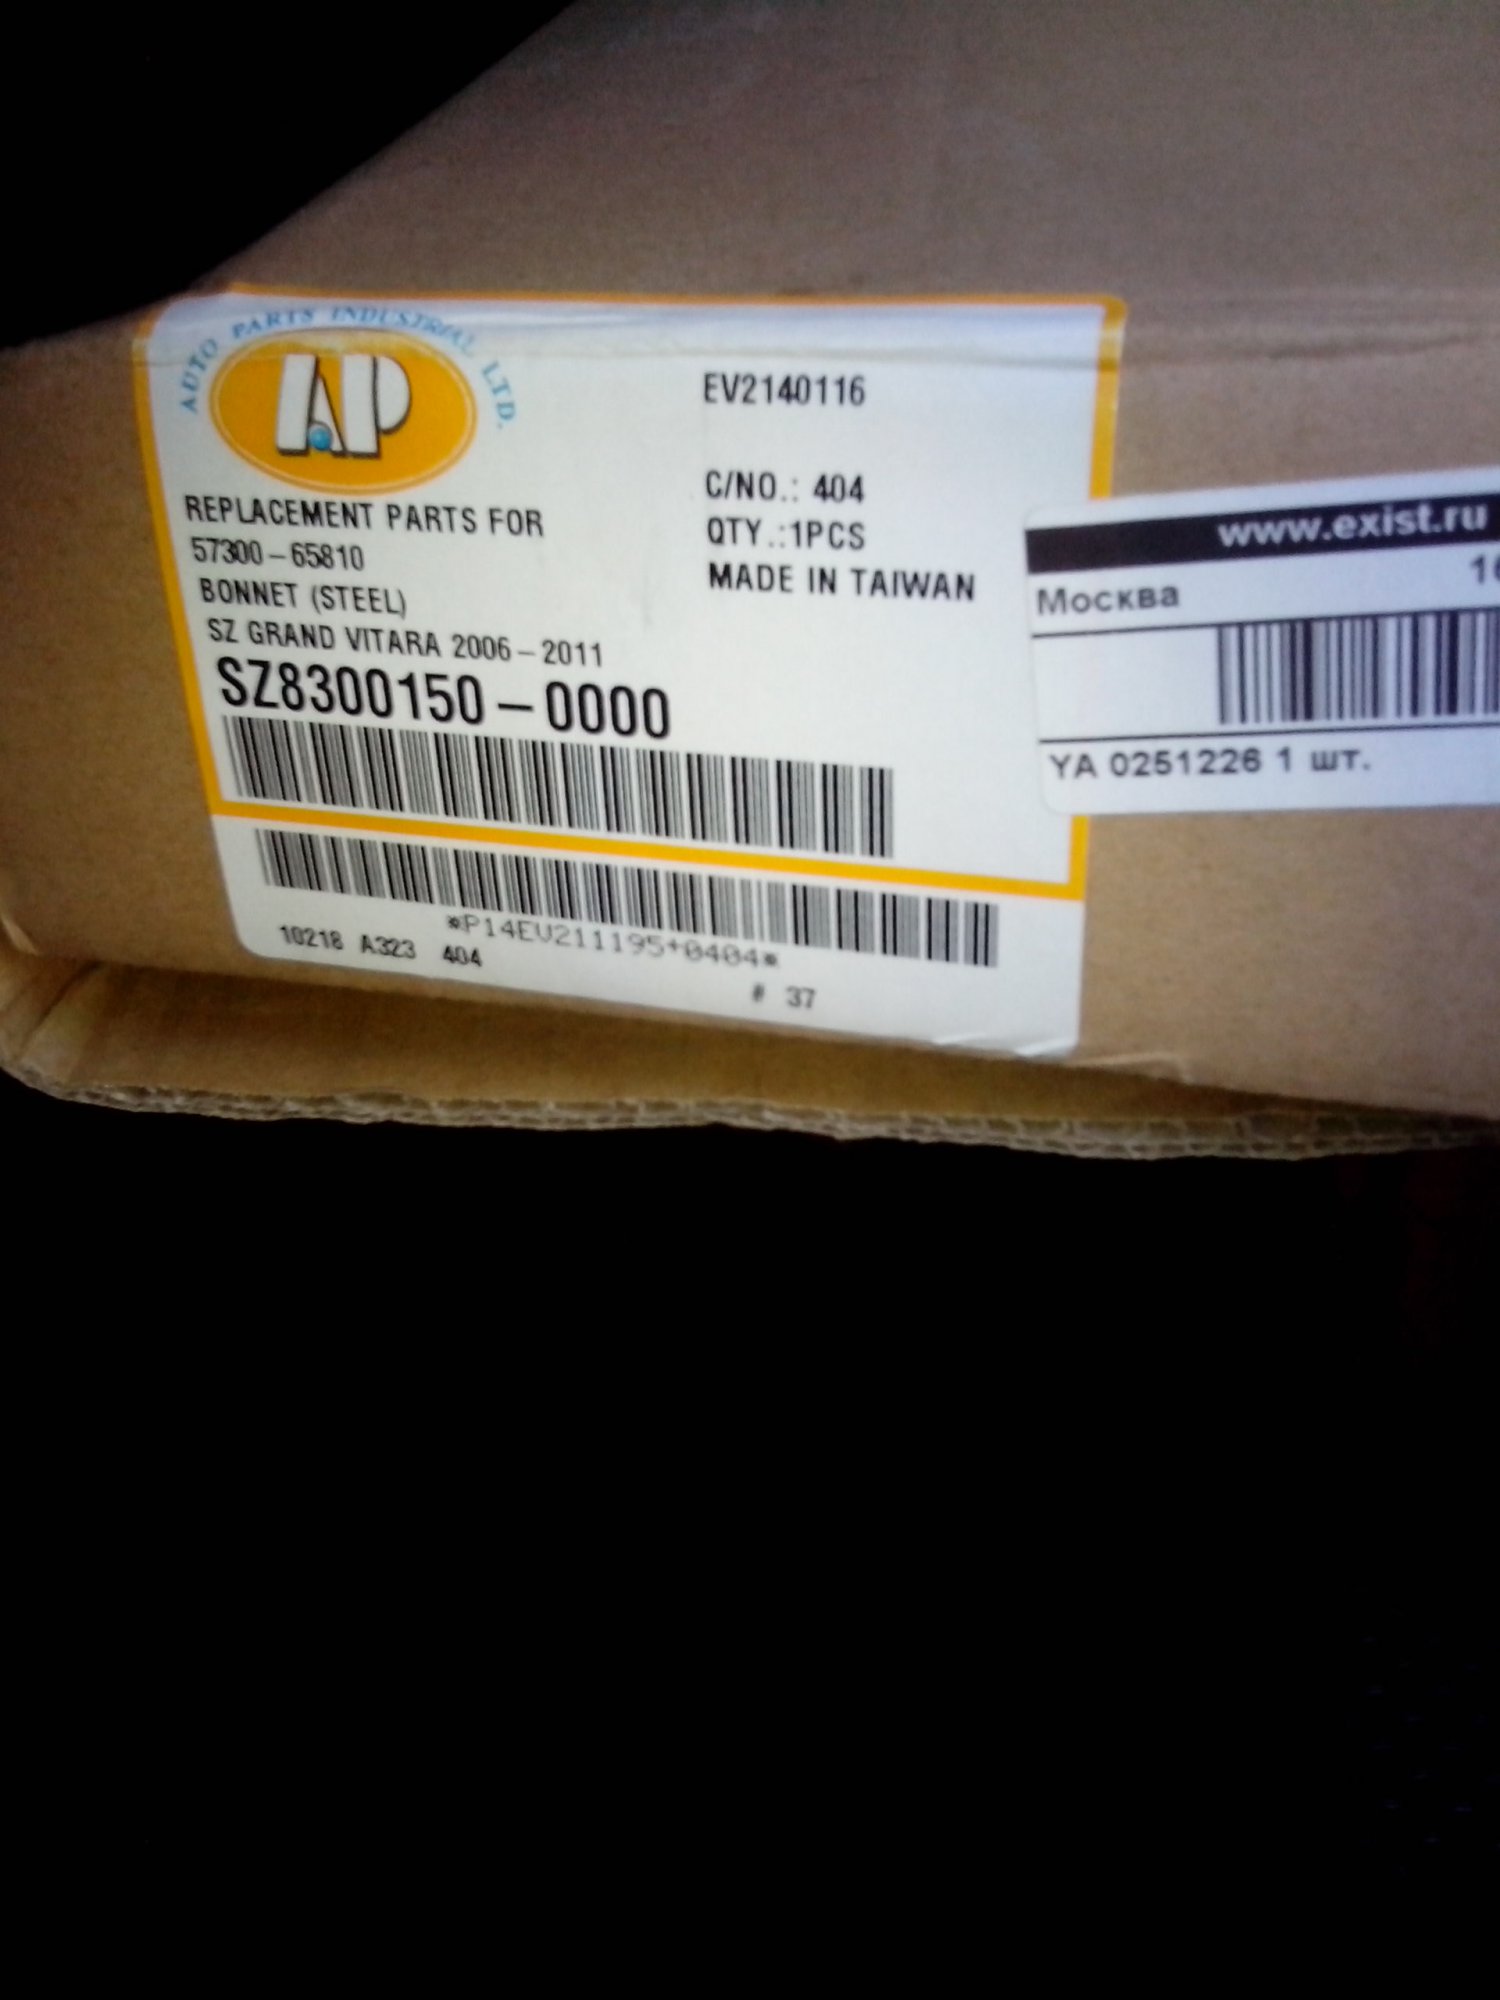 AUTO PARTS INDUSTRIAL LTD.
AP
EV2140116
C/NO.: 404
QTY.:1PCS
MADE IN TAIWAN
REPLACEMENT PARTS FOR
57300-65810
BONNET (STEEL)
SZ GRAND VITARA 2006-2011
SZ8300150-0000
*P14EV211195+0404*
10218 A323 404
# 37
www.exist.ru
Москва
YA 0251226 1 шт.